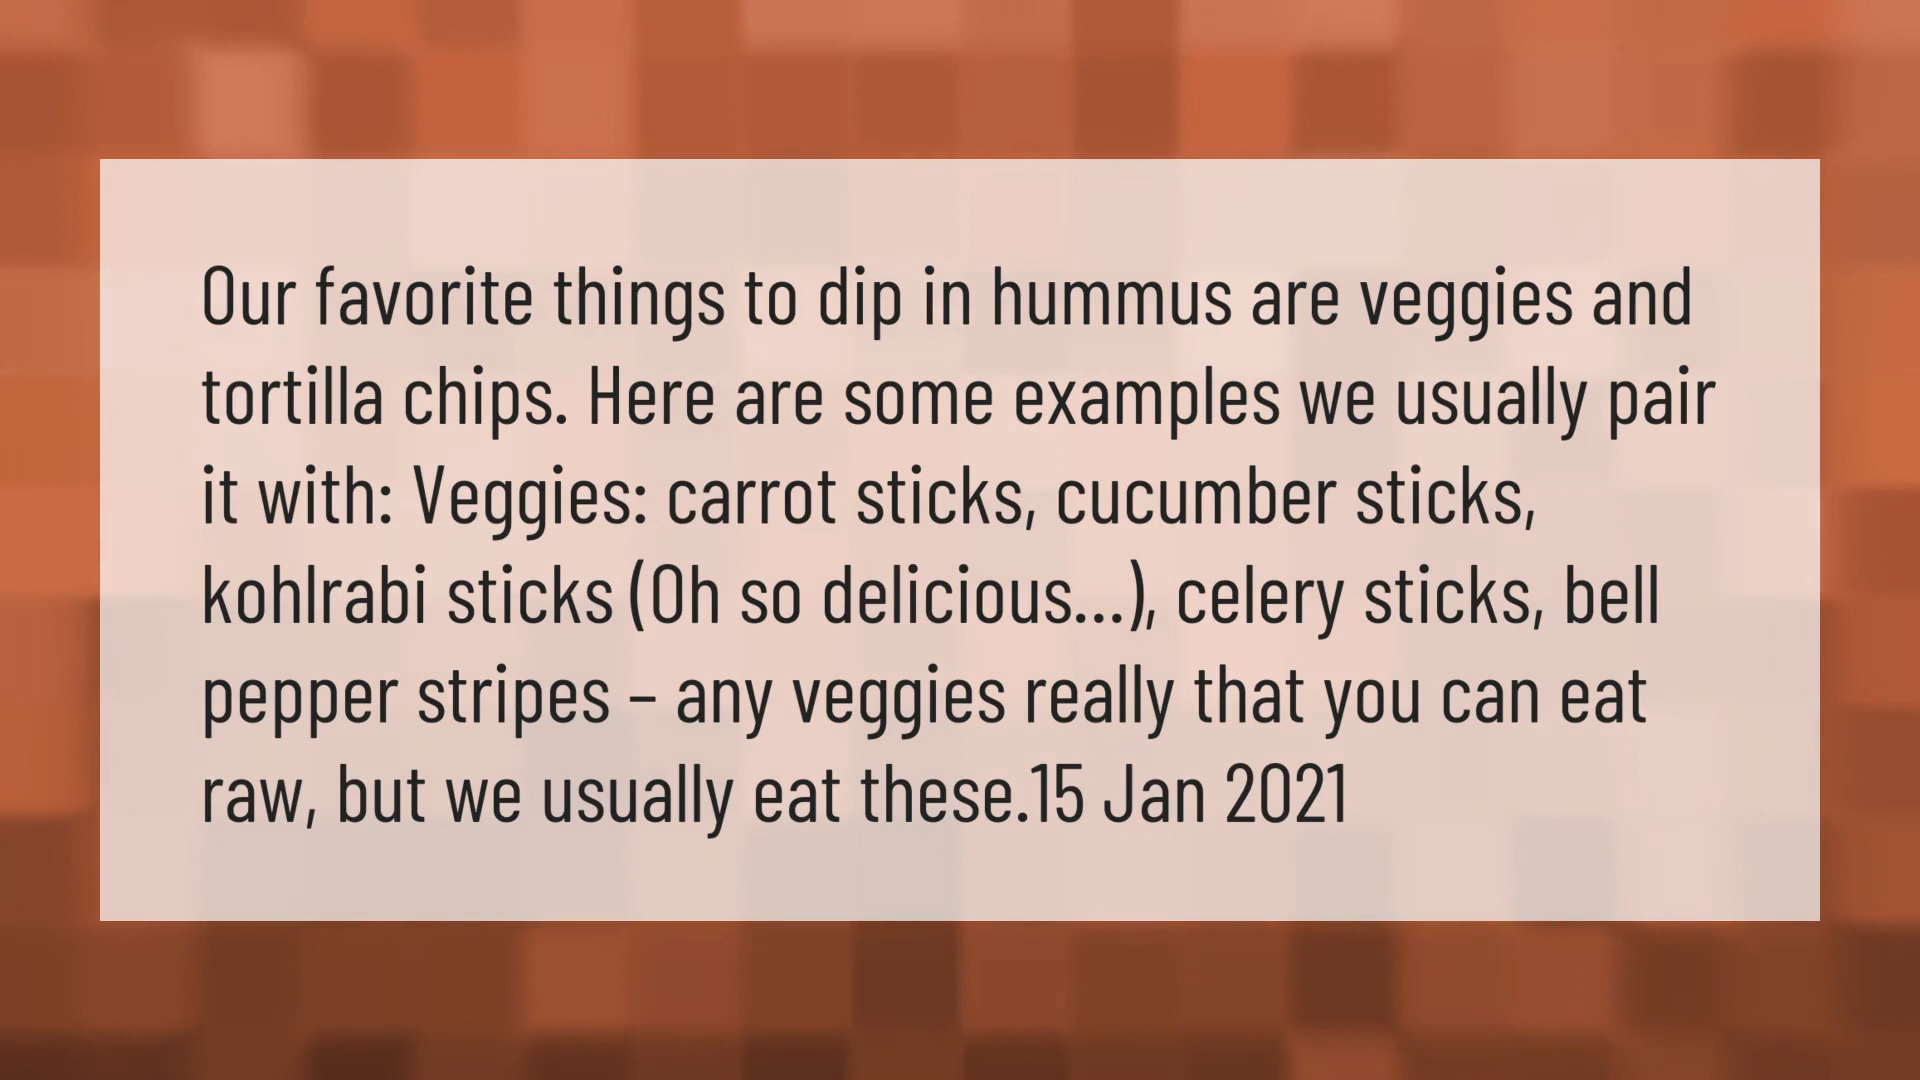 Our favorite things to dip in hummus are veggies and
tortilla chips. Here are some examples we usually pair
it with: Veggies: carrot sticks, cucumber sticks,
kohlrabi sticks (Oh so delicious...), celery sticks, bell
pepper stripes – any veggies really that you can eat
raw, but we usually eat these.15 Jan 2021